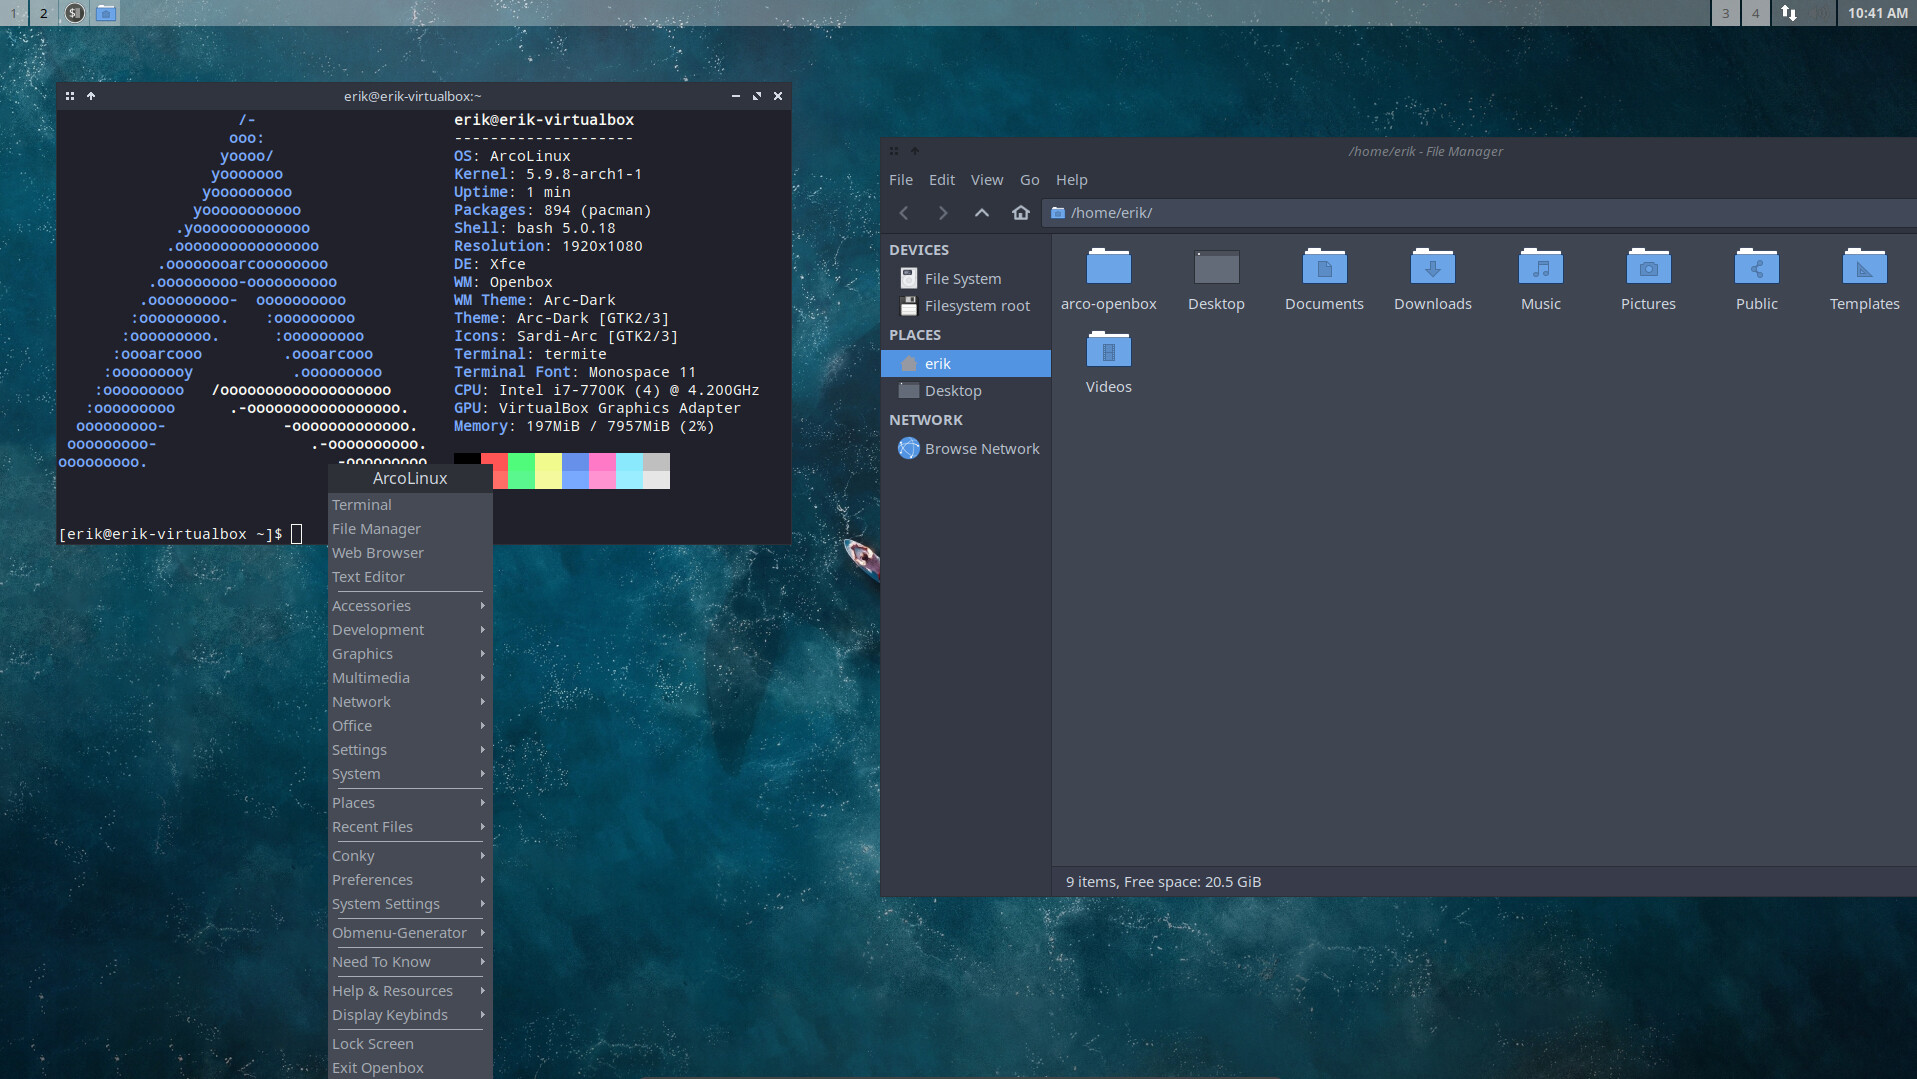 1 2 $ 3 4 10:41 AM
erik@erik-virtualbox:~
/-
ooo:
yoooo/
yooooooo
yooooooooo
yooooooooooo
.yooooooooooooo
.oooooooooooooooo
.ooooooooarcoooooooo
.oooooooooo-oooooooooo
.ooooooooo-  oooooooooo
:ooooooooo.    :ooooooooo
:ooooooooo.      :ooooooooo
:oooarcooo         .oooarcooo
:ooooooooy           .ooooooooo
:ooooooooo   /ooooooooooooooooooo
:ooooooooo      .-ooooooooooooooooo.
ooooooooo-             -ooooooooooooo.
ooooooooo-                 .-oooooooooo.
ooooooooo.                     -ooooooooo
erik@erik-virtualbox
--------------------
OS: ArcoLinux
Kernel: 5.9.8-arch1-1
Uptime: 1 min
Packages: 894 (pacman)
Shell: bash 5.0.18
Resolution: 1920x1080
DE: Xfce
WM: Openbox
WM Theme: Arc-Dark
Theme: Arc-Dark [GTK2/3]
Icons: Sardi-Arc [GTK2/3]
Terminal: termite
Terminal Font: Monospace 11
CPU: Intel i7-7700K (4) @ 4.200GHz
GPU: VirtualBox Graphics Adapter
Memory: 197MiB / 7957MiB (2%)
[erik@erik-virtualbox ~]$
ArcoLinux
Terminal
File Manager
Web Browser
Text Editor
Accessories
Development
Graphics
Multimedia
Network
Office
Settings
System
Places
Recent Files
Conky
Preferences
System Settings
Obmenu-Generator
Need To Know
Help & Resources
Display Keybinds
Lock Screen
Exit Openbox
/home/erik - File Manager
File Edit View Go Help
/home/erik/
DEVICES
File System
Filesystem root
PLACES
erik
Desktop
NETWORK
Browse Network
arco-openbox Desktop Documents Downloads Music Pictures Public Templates
Videos
9 items, Free space: 20.5 GiB